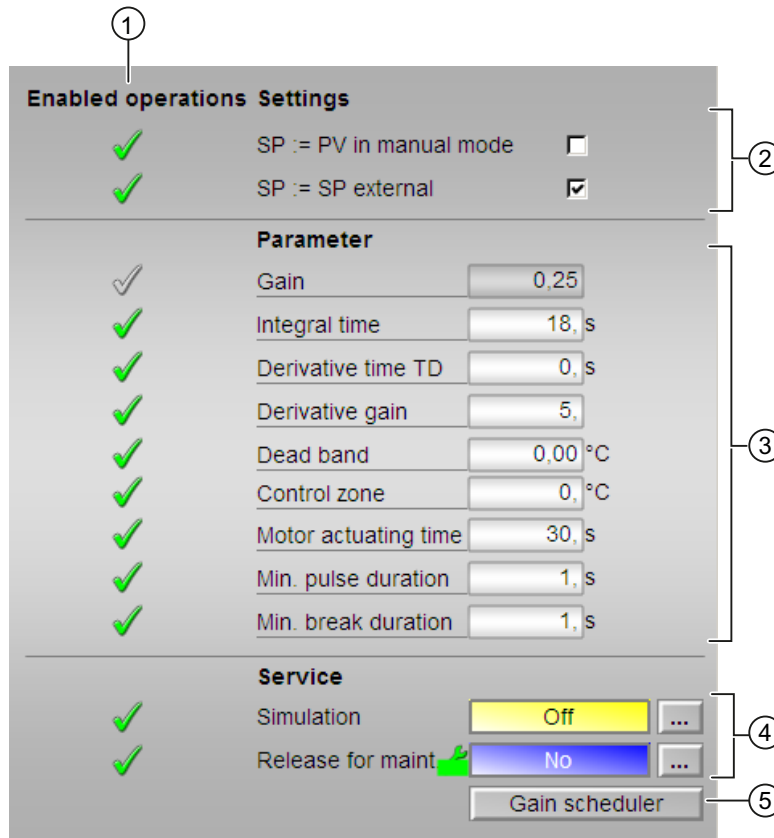 1
Enabled operations Settings
SP := PV in manual mode
SP := SP external
2
Parameter
Gain 0,25
Integral time 18, s
Derivative time TD 0, s
Derivative gain 5,
Dead band 0,00 °C
3
Control zone 0, °C
Motor actuating time 30, s
Min. pulse duration 1, s
Min. break duration 1, s
Service
Simulation Off ...
4
Release for maint. No ...
Gain scheduler
5